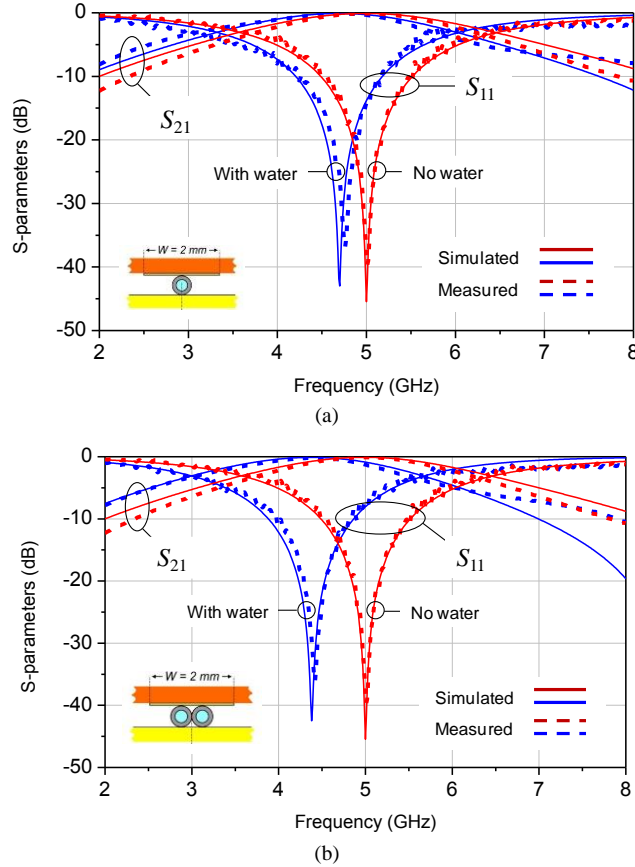 0
-10
-20
-30
-40
-50
S-parameters (dB)
S21
S11
With water
No water
W = 2 mm
Simulated
Measured
2 3 4 5 6 7 8
Frequency (GHz)
(a)
0
-10
-20
-30
-40
-50
S-parameters (dB)
S21
S11
With water
No water
W = 2 mm
Simulated
Measured
2 3 4 5 6 7 8
Frequency (GHz)
(b)